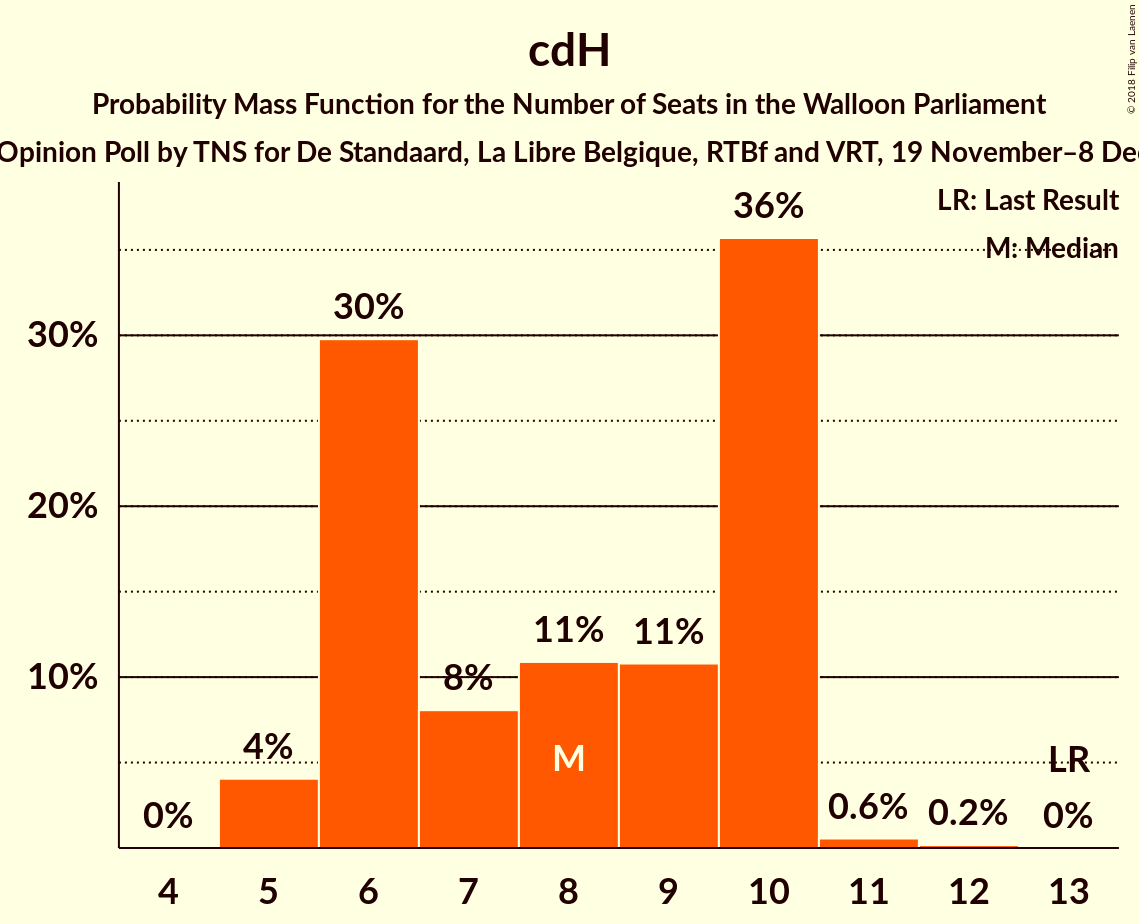 cdH
Probability Mass Function for the Number of Seats in the Walloon Parliament
Opinion Poll by TNS for De Standaard, La Libre Belgique, RTBf and VRT, 19 November–8
© 2018 Filip van Laenen
LR: Last Result
M: Median
30%
20%
10%
0%
4%
30%
8%
11%
M
11%
36%
0.6%
0.2%
LR
0%
4 5 6 7 8 9 10 11 12 13